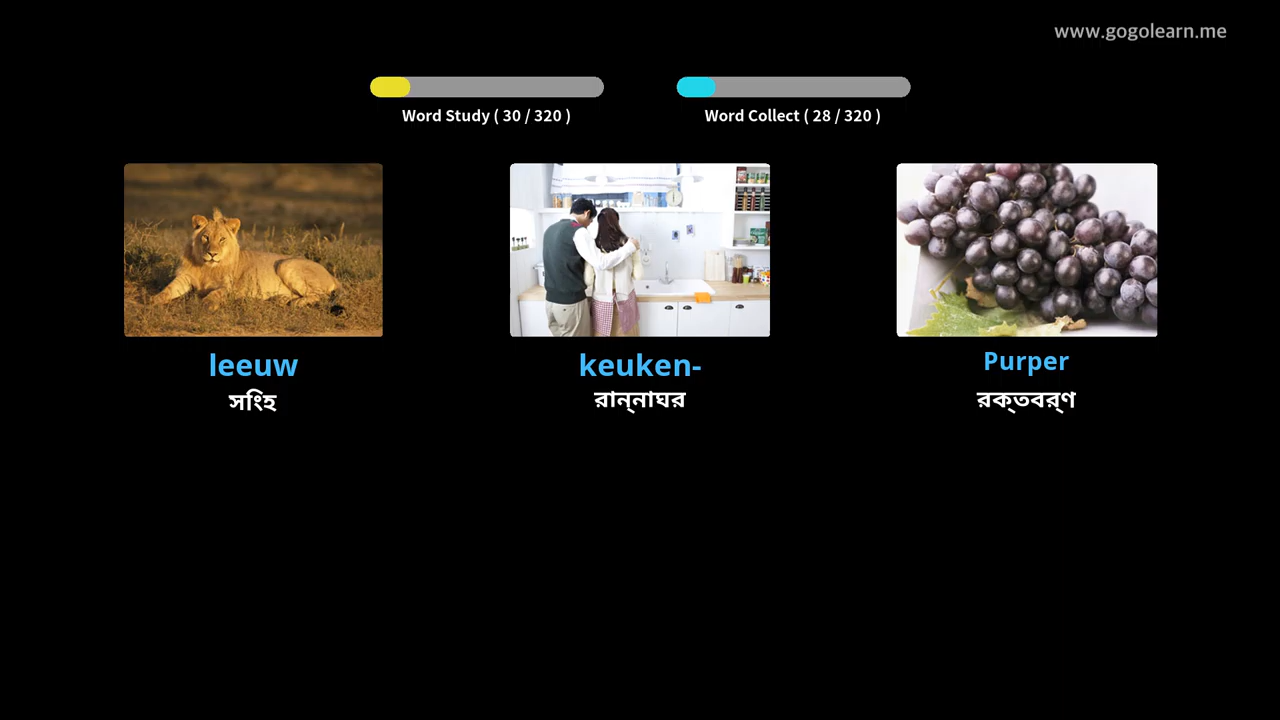 www.gogolearn.me
Word Study ( 30 / 320 )
Word Collect ( 28 / 320 )
leeuw
keuken-
Purper
সিংহ
রান্নাঘর
রক্তবর্ণ